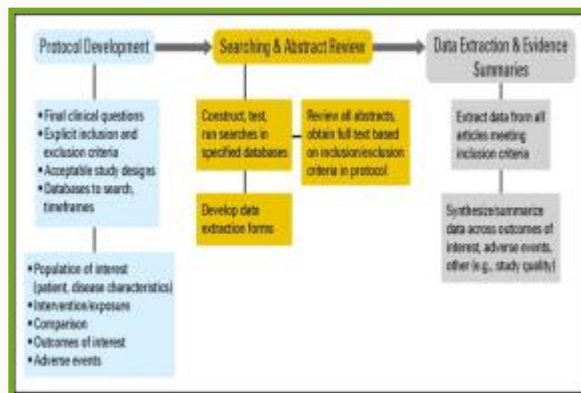 Protocol Development
Searching & Abstract Review
Data Extraction & Evidence
Summaries
• Final clinical questions
• Explicit inclusion and
exclusion criteria
• Acceptable study designs
• Databases to search,
timeframes
• Population of interest
(patient, disease characteristics)
• Intervention/exposure
• Comparison
• Outcomes of interest
• Adverse events
Construct, test,
run searches in
specified databases
Review all abstracts,
obtain full text based
on inclusion/exclusion
criteria in protocol
Develop data
extraction forms
Extract data from all
articles meeting
inclusion criteria
Synthesize/summarize
data across outcomes of
interest, adverse events,
other (e.g., study quality)